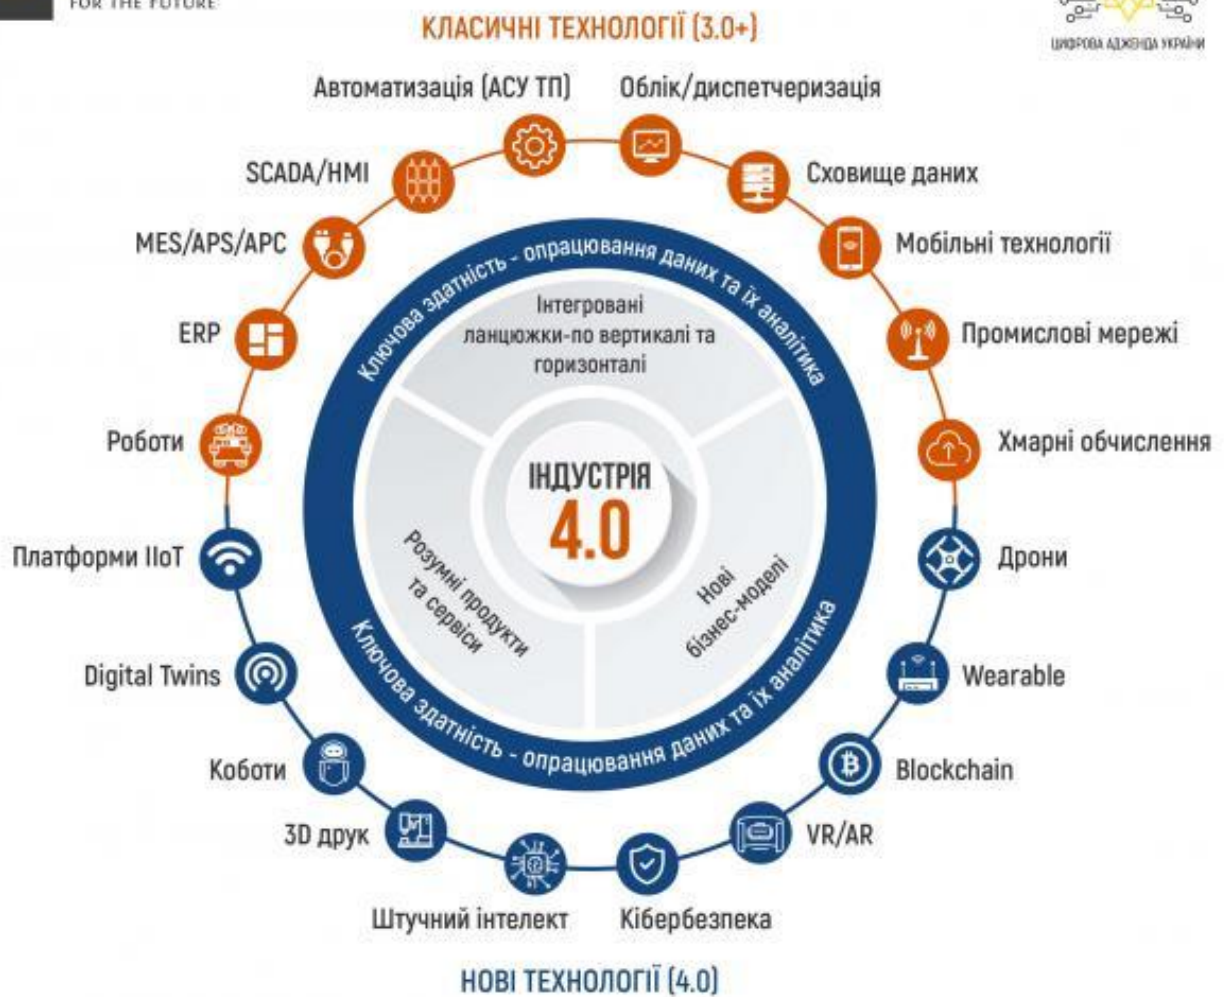 FOR THE FUTURE
ЦИФРОВА АДЖЕНДА УКРАЇНИ
КЛАСИЧНІ ТЕХНОЛОГІЇ (3.0+)
Автоматизація (АСУ ТП)
Облік/диспетчеризація
SCADA/HMI
Сховище даних
MES/APS/APC
Мобільні технології
ERP
Промислові мережі
Роботи
Хмарні обчислення
Ключова здатність - опрацювання даних та їх аналітика
Інтегровані
ланцюжки-по вертикалі та
горизонталі
ІНДУСТРІЯ
4.0
Розумні продукти
та сервіси
Нові
бізнес-моделі
Ключова здатність - опрацювання даних та їх аналітика
Платформи IIoT
Дрони
Digital Twins
Wearable
Коботи
Blockchain
3D друк
VR/AR
Штучний інтелект
Кібербезпека
НОВІ ТЕХНОЛОГІЇ (4.0)